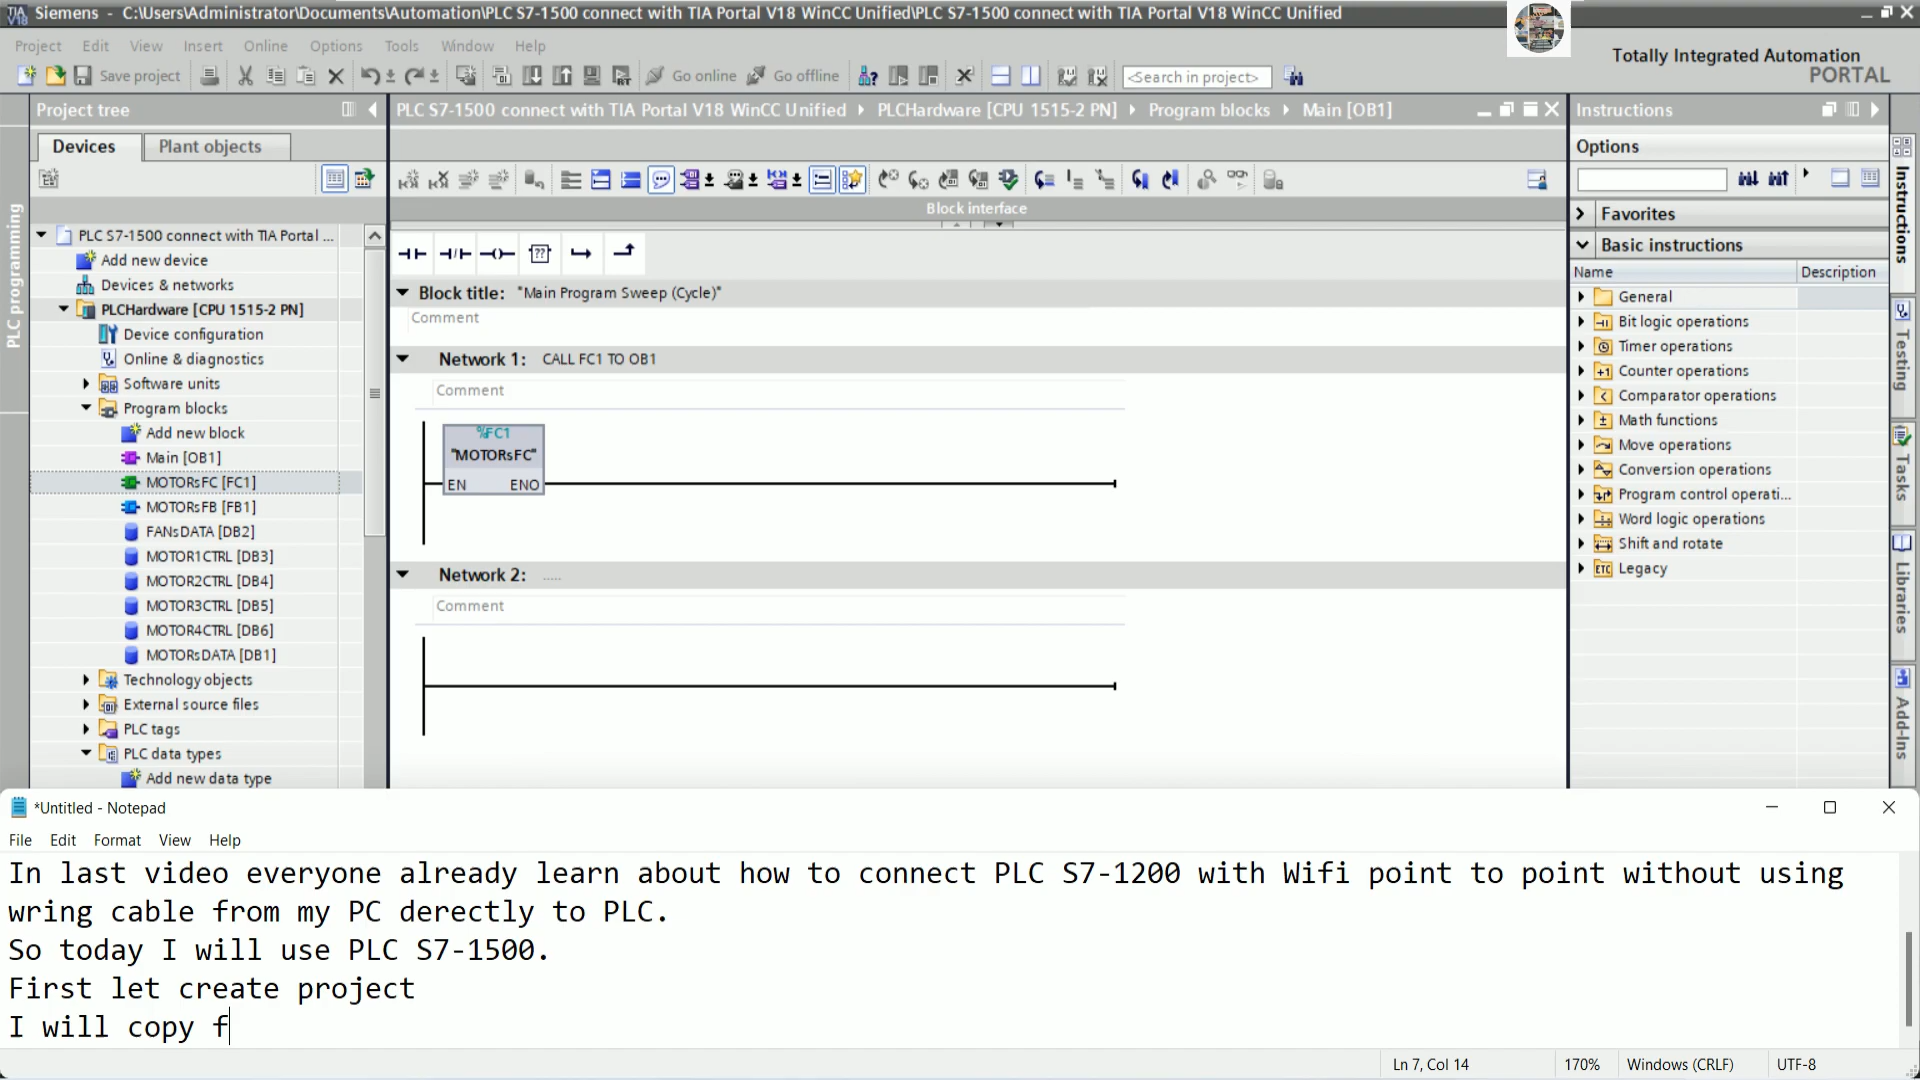 Siemens - C:\Users\Administrator\Documents\Automation\PLC S7-1500 connect with TIA Portal V18 WinCC Unified\PLC S7-1500 connect with TIA Portal V18 WinCC Unified
Project Edit View Insert Online Options Tools Window Help
Totally Integrated Automation
PORTAL
Save project
Go online
Go offline
<Search in project>
Project tree
PLC S7-1500 connect with TIA Portal V18 WinCC Unified PLCHardware [CPU 1515-2 PN] Program blocks Main [OB1]
Instructions
Devices
Plant objects
Options
PLC programming
Block interface
PLC S7-1500 connect with TIA Portal ...
Add new device
Devices & networks
PLCHardware [CPU 1515-2 PN]
Device configuration
Online & diagnostics
Software units
Program blocks
Add new block
Main [OB1]
MOTORsFC [FC1]
MOTORsFB [FB1]
FANsDATA [DB2]
MOTOR1CTRL [DB3]
MOTOR2CTRL [DB4]
MOTOR3CTRL [DB5]
MOTOR4CTRL [DB6]
MOTORsDATA [DB1]
Technology objects
External source files
PLC tags
PLC data types
Add new data type
??
Block title: "Main Program Sweep (Cycle)"
Comment
Network 1: CALL FC1 TO OB1
Comment
%FC1
"MOTORsFC"
EN ENO
Network 2: .....
Comment
Favorites
Basic instructions
Name Description
General
Bit logic operations
Timer operations
Counter operations
Comparator operations
Math functions
Move operations
Conversion operations
Program control operati...
Word logic operations
Shift and rotate
Legacy
Instructions
Testing
Tasks
Libraries
Add-Ins
*Untitled - Notepad
File Edit Format View Help
In last video everyone already learn about how to connect PLC S7-1200 with Wifi point to point without using
wring cable from my PC derectly to PLC.
So today I will use PLC S7-1500.
First let create project
I will copy f
Ln 7, Col 14 170% Windows (CRLF) UTF-8